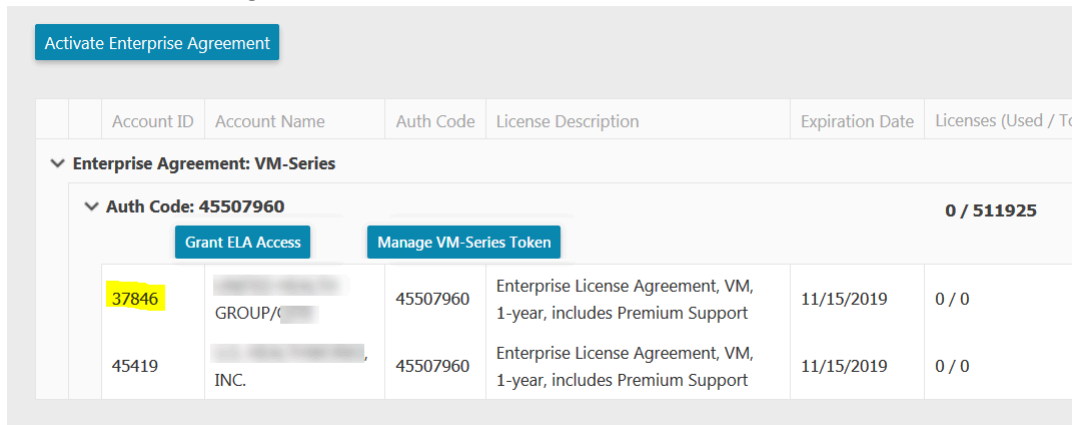 Activate Enterprise Agreement
Account ID Account Name Auth Code License Description Expiration Date Licenses (Used /
Enterprise Agreement: VM-Series
Auth Code: 45507960 0 / 511925
Grant ELA Access Manage VM-Series Token
37846 GROUP/ 45507960 Enterprise License Agreement, VM, 11/15/2019 0 / 0
1-year, includes Premium Support
45419 , INC. 45507960 Enterprise License Agreement, VM, 11/15/2019 0 / 0
1-year, includes Premium Support